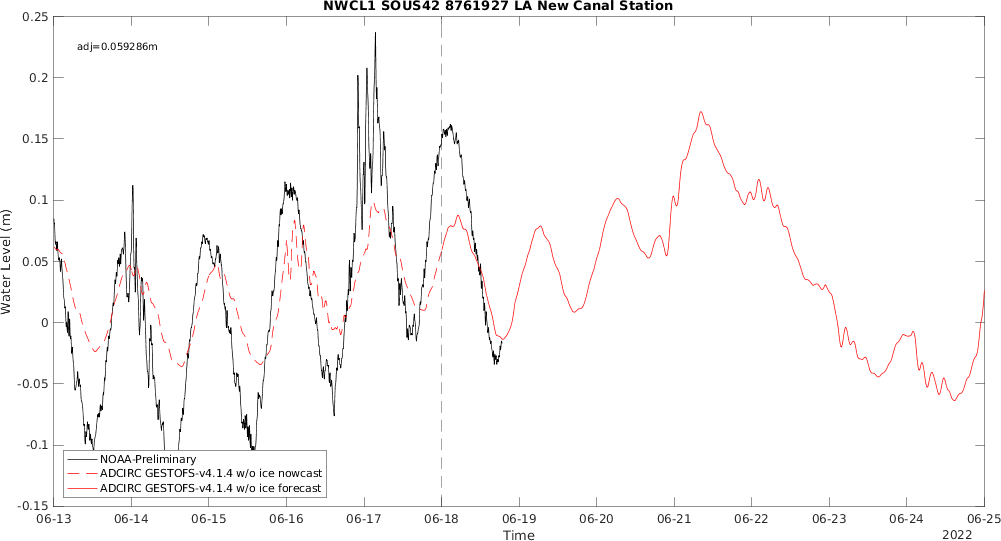 NWCL1 SOUS42 8761927 LA New Canal Station
adj=0.059286m
0.25
0.2
0.15
0.1
0.05
0
-0.05
-0.1
-0.15
Water Level (m)
NOAA-Preliminary
ADCIRC GESTOFS-v4.1.4 w/o ice nowcast
ADCIRC GESTOFS-v4.1.4 w/o ice forecast
06-13 06-14 06-15 06-16 06-17 06-18 06-19 06-20 06-21 06-22 06-23 06-24 06-25
Time
2022